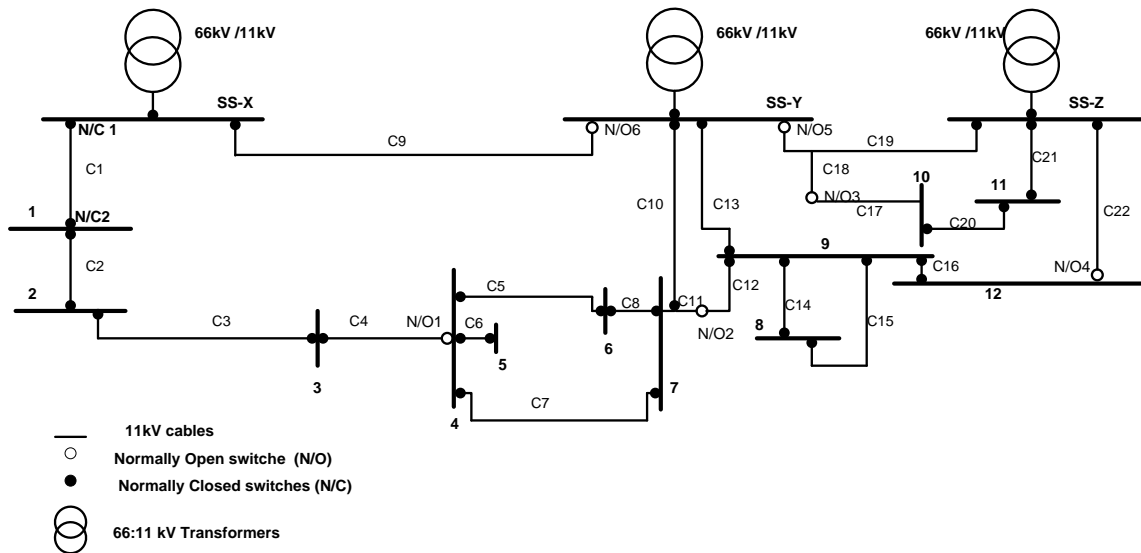 66kV /11kV
66kV /11kV
66kV /11kV
SS-X
SS-Y
SS-Z
N/C 1
N/O6
N/O5
C9
C19
C1
C18
C21
10
11
N/O3
C10
C13
C17
C22
1
N/C2
C20
9
C2
C12
C16
N/O4
2
C5
C8
C11
C14
12
C3
C4
N/O1
C6
N/O2
8
C15
6
5
3
C7
7
4
11kV cables
Normally Open switche (N/O)
Normally Closed switches (N/C)
66:11 kV Transformers